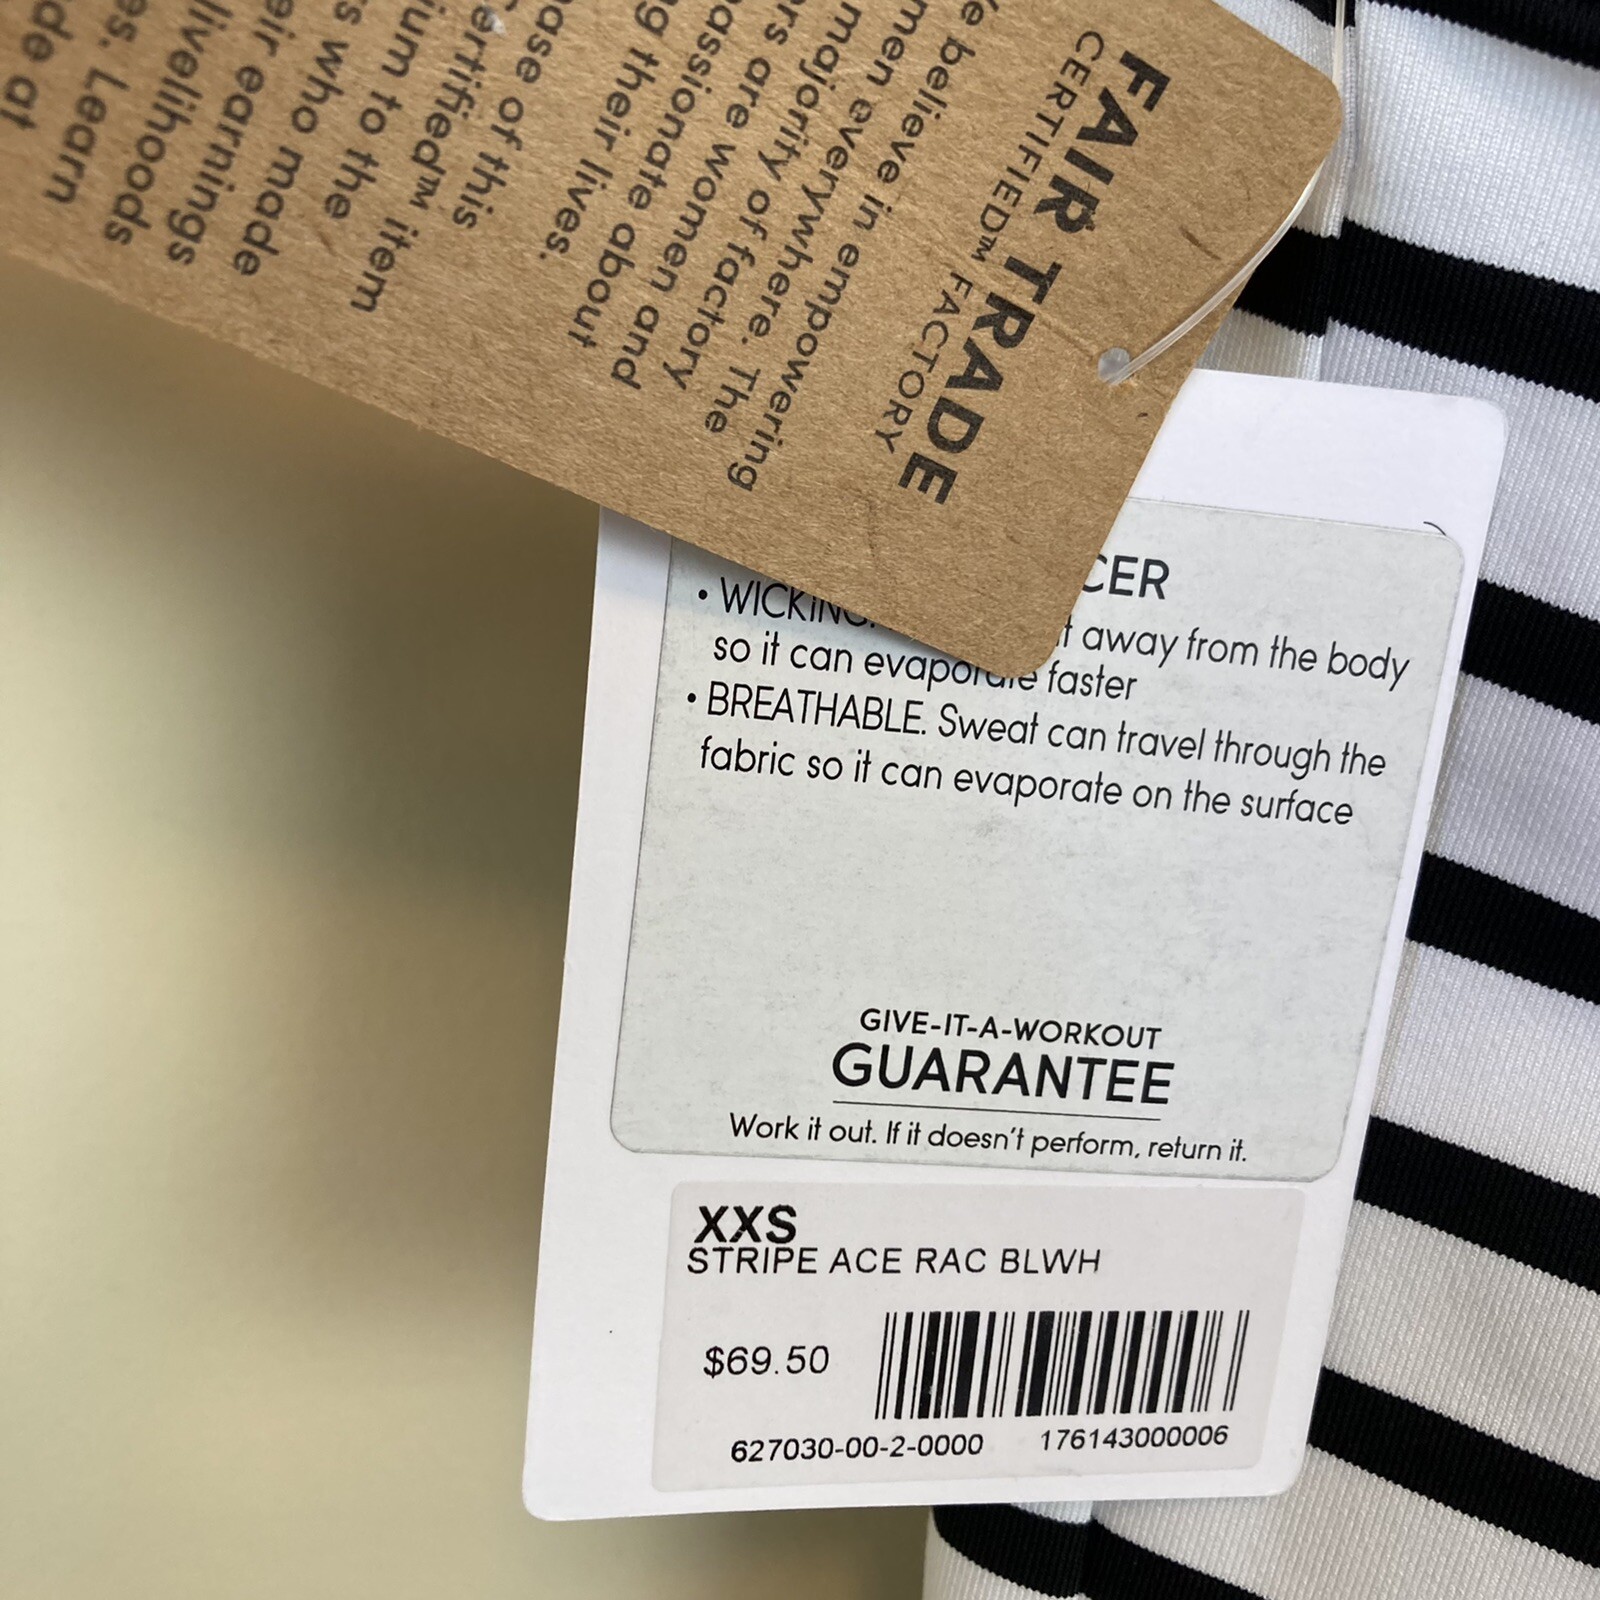 FAIR TRADE
CERTIFIED™ FACTORY
believe in empowering
men everywhere. The
majority of factory
ers are women and
assionate about
g their lives.
ase of this
ertified™ item
ium to the
s who made
eir earnings
livelihoods
es. Learn
de at
CER
• WICKING.
away from the body
so it can evaporate faster
• BREATHABLE. Sweat can travel through the
fabric so it can evaporate on the surface
GIVE-IT-A-WORKOUT
GUARANTEE
Work it out. If it doesn't perform, return it.
XXS
STRIPE ACE RAC BLWH
$69.50
627030-00-2-0000 176143000006